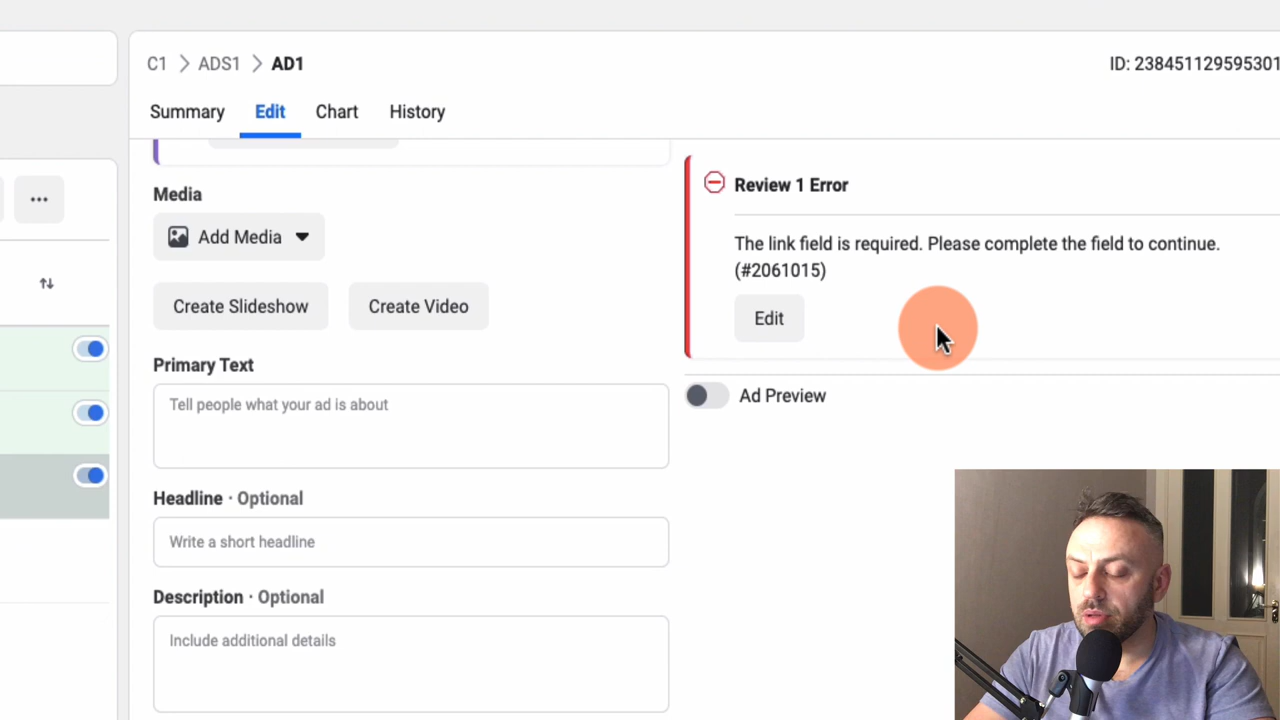 C1 > ADS1 > AD1
ID: 238451129595301
Summary Edit Chart History
...
Media
Add Media
Create Slideshow Create Video
Primary Text
Tell people what your ad is about
Headline · Optional
Write a short headline
Description · Optional
Include additional details
Review 1 Error
The link field is required. Please complete the field to continue.
(#2061015)
Edit
Ad Preview